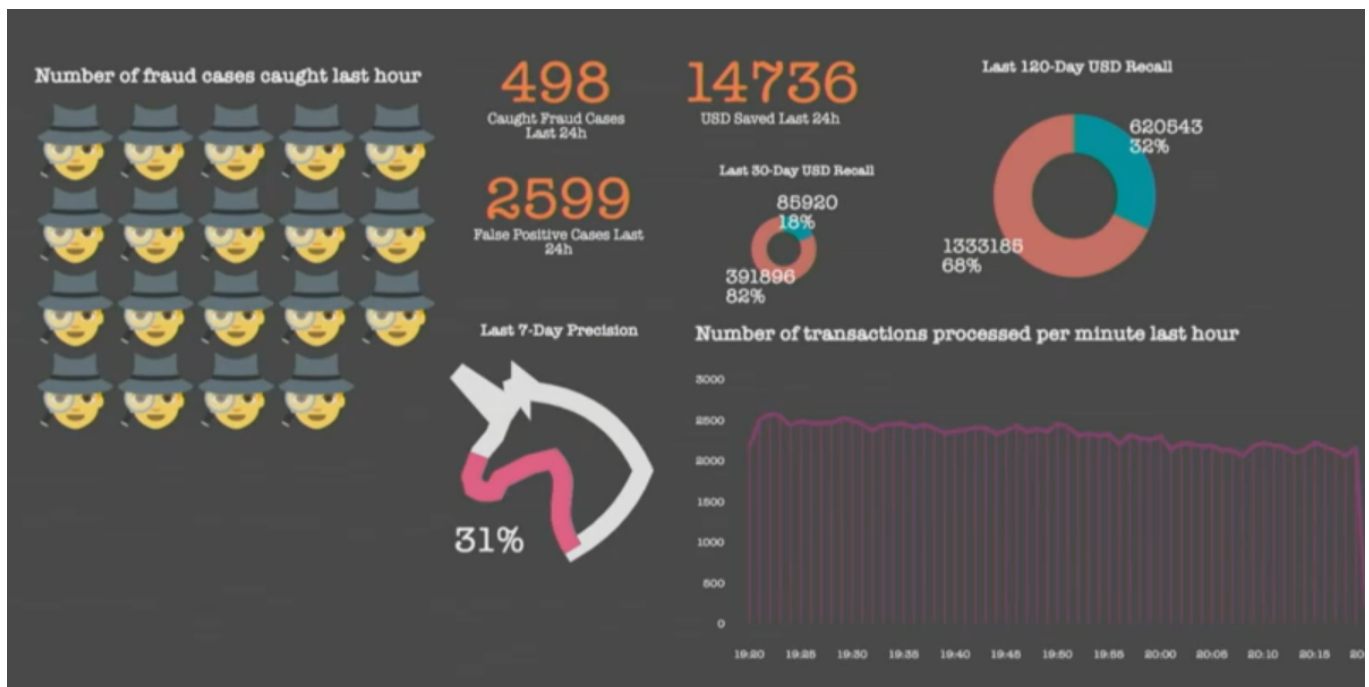 Number of fraud cases caught last hour
498
Caught Fraud Cases
Last 24h
2599
False Positive Cases Last
24h
14736
USD Saved Last 24h
Last 30-Day USD Recall
85920
18%
391896
82%
Last 120-Day USD Recall
620543
32%
1333185
68%
Last 7-Day Precision
31%
Number of transactions processed per minute last hour
3000
2500
2000
1500
1000
500
0
19:20 19:25 19:30 19:35 19:40 19:45 19:50 19:55 20:00 20:05 20:10 20:15